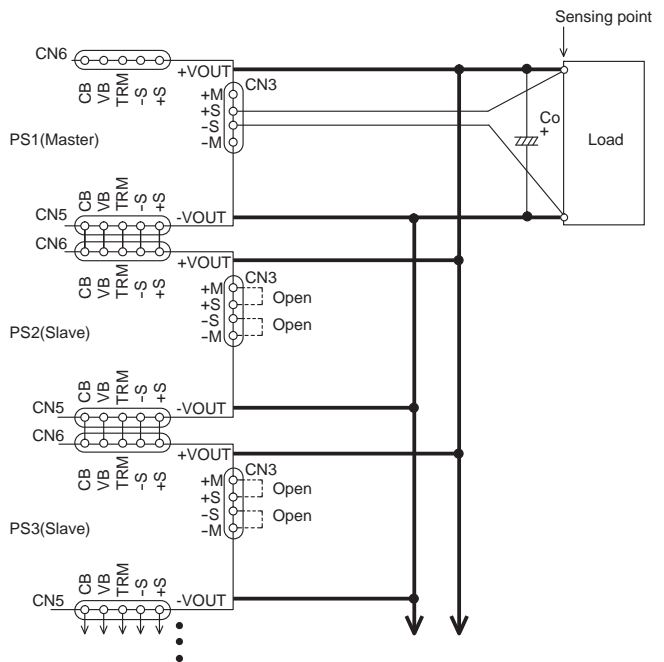 Sensing point
CN6
CB
VB
TRM
-S
+S
+VOUT
CN3
+M
+S
-S
-M
PS1(Master)
Co
+
Load
CB
VB
TRM
-S
+S
CN5
-VOUT
CN6
CB
VB
TRM
-S
+S
+VOUT
CN3
+M
+S
-S
-M
Open
Open
PS2(Slave)
CB
VB
TRM
-S
+S
CN5
-VOUT
CN6
CB
VB
TRM
-S
+S
+VOUT
CN3
+M
+S
-S
-M
Open
Open
PS3(Slave)
CB
VB
TRM
-S
+S
CN5
-VOUT